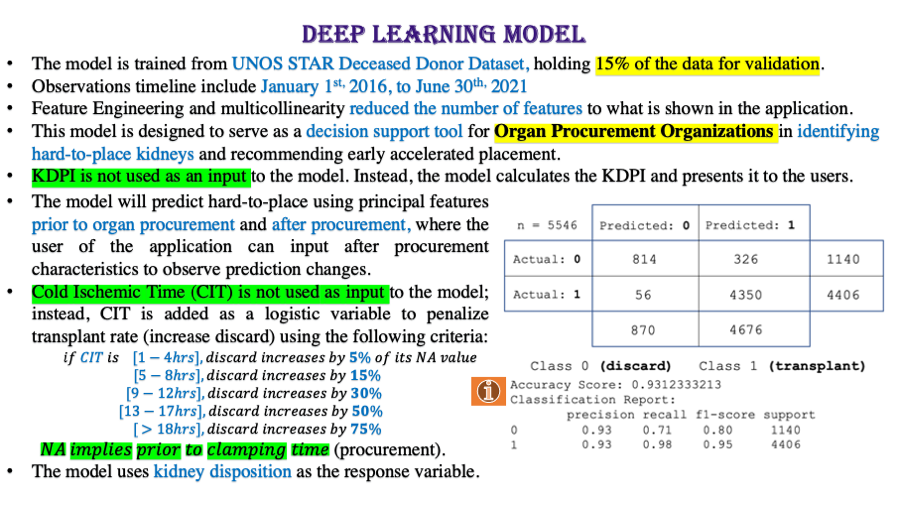 DEEP LEARNING MODEL
• The model is trained from UNOS STAR Deceased Donor Dataset, holding 15% of the data for validation.
• Observations timeline include January 1st, 2016, to June 30th, 2021
• Feature Engineering and multicollinearity reduced the number of features to what is shown in the application.
• This model is designed to serve as a decision support tool for Organ Procurement Organizations in identifying
hard-to-place kidneys and recommending early accelerated placement.
• KDPI is not used as an input to the model. Instead, the model calculates the KDPI and presents it to the users.
• The model will predict hard-to-place using principal features
prior to organ procurement and after procurement, where the
user of the application can input after procurement
characteristics to observe prediction changes.
• Cold Ischemic Time (CIT) is not used as input to the model;
instead, CIT is added as a logistic variable to penalize
transplant rate (increase discard) using the following criteria:
if CIT is [1 – 4hrs], discard increases by 5% of its NA value
[5 – 8hrs], discard increases by 15%
[9 – 12hrs], discard increases by 30%
[13 – 17hrs], discard increases by 50%
[> 18hrs], discard increases by 75%
NA implies prior to clamping time (procurement).
• The model uses kidney disposition as the response variable.
n = 5546 Predicted: 0 Predicted: 1
Actual: 0 814 326 1140
Actual: 1 56 4350 4406
870 4676
Class 0 (discard) Class 1 (transplant)
Accuracy Score: 0.9312333213
Classification Report:
precision recall f1-score support
0 0.93 0.71 0.80 1140
1 0.93 0.98 0.95 4406